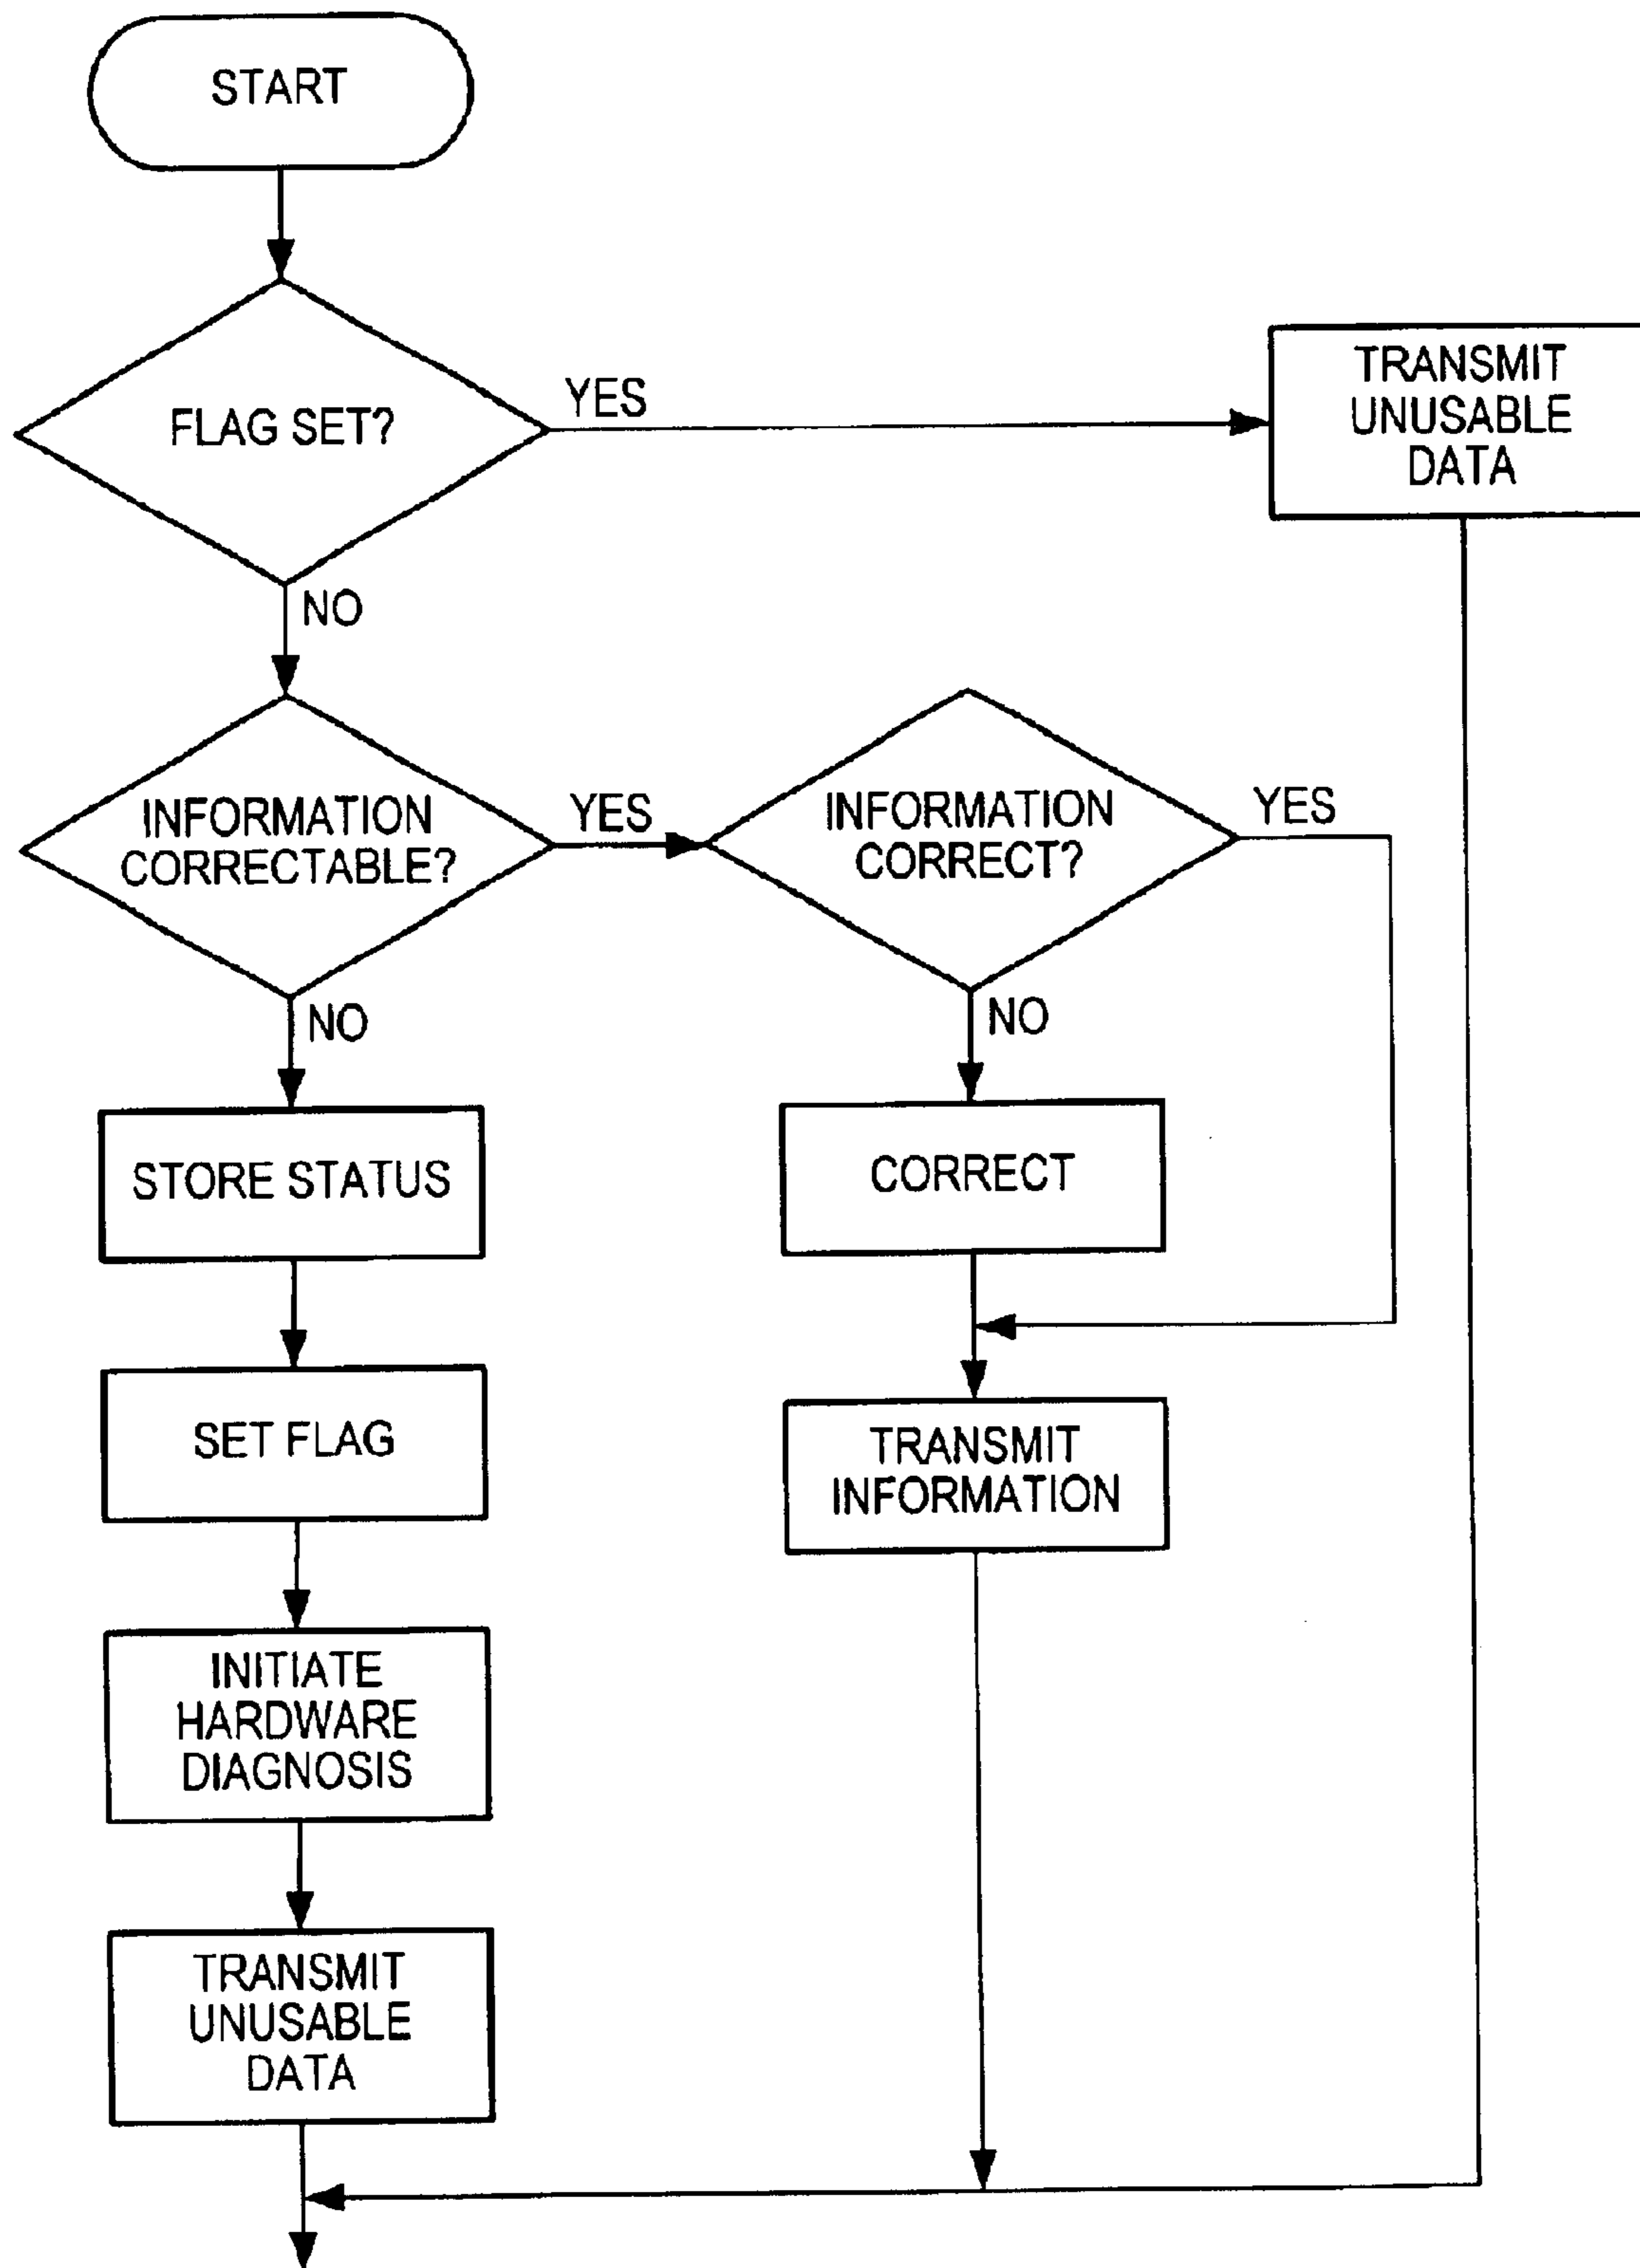 START
FLAG SET?
YES
TRANSMIT
UNUSABLE
DATA
NO
INFORMATION
CORRECTABLE?
YES
INFORMATION
CORRECT?
YES
NO
NO
STORE STATUS
CORRECT
SET FLAG
TRANSMIT
INFORMATION
INITIATE
HARDWARE
DIAGNOSIS
TRANSMIT
UNUSABLE
DATA